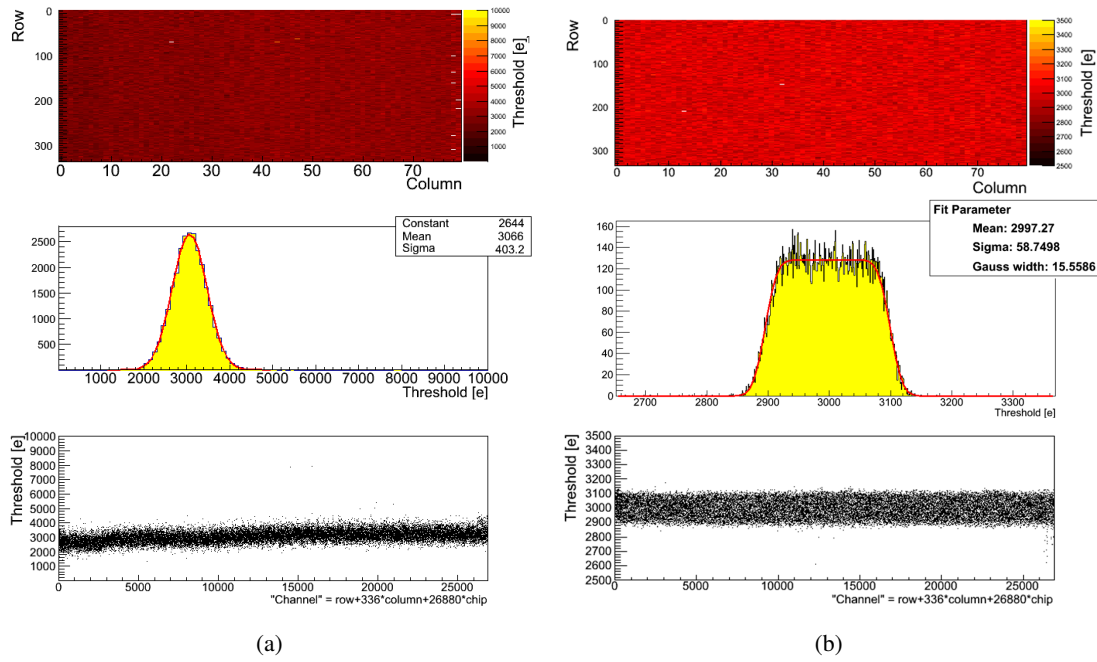 0
100
200
300
Row
0 10 20 30 40 50 60 70
Column
10000
9000
8000
7000
6000
5000
4000
3000
2000
1000
Threshold [e]
0
100
200
300
Row
0 10 20 30 40 50 60 70
Column
3500
3400
3300
3200
3100
3000
2900
2800
2700
2600
2500
Threshold [e]
Constant 2644
Mean 3066
Sigma 403.2
2500
2000
1500
1000
500
1000 2000 3000 4000 5000 6000 7000 8000 9000 10000
Threshold [e]
Fit Parameter
Mean: 2997.27
Sigma: 58.7498
Gauss width: 15.5586
160
140
120
100
80
60
40
20
0
2700 2800 2900 3000 3100 3200 3300
Threshold [e]
Threshold [e]
10000
9000
8000
7000
6000
5000
4000
3000
2000
1000
0 5000 10000 15000 20000 25000
"Channel" = row+336*column+26880*chip
Threshold [e]
3500
3400
3300
3200
3100
3000
2900
2800
2700
2600
2500
0 5000 10000 15000 20000 25000
"Channel" = row+336*column+26880*chip
(a)
(b)